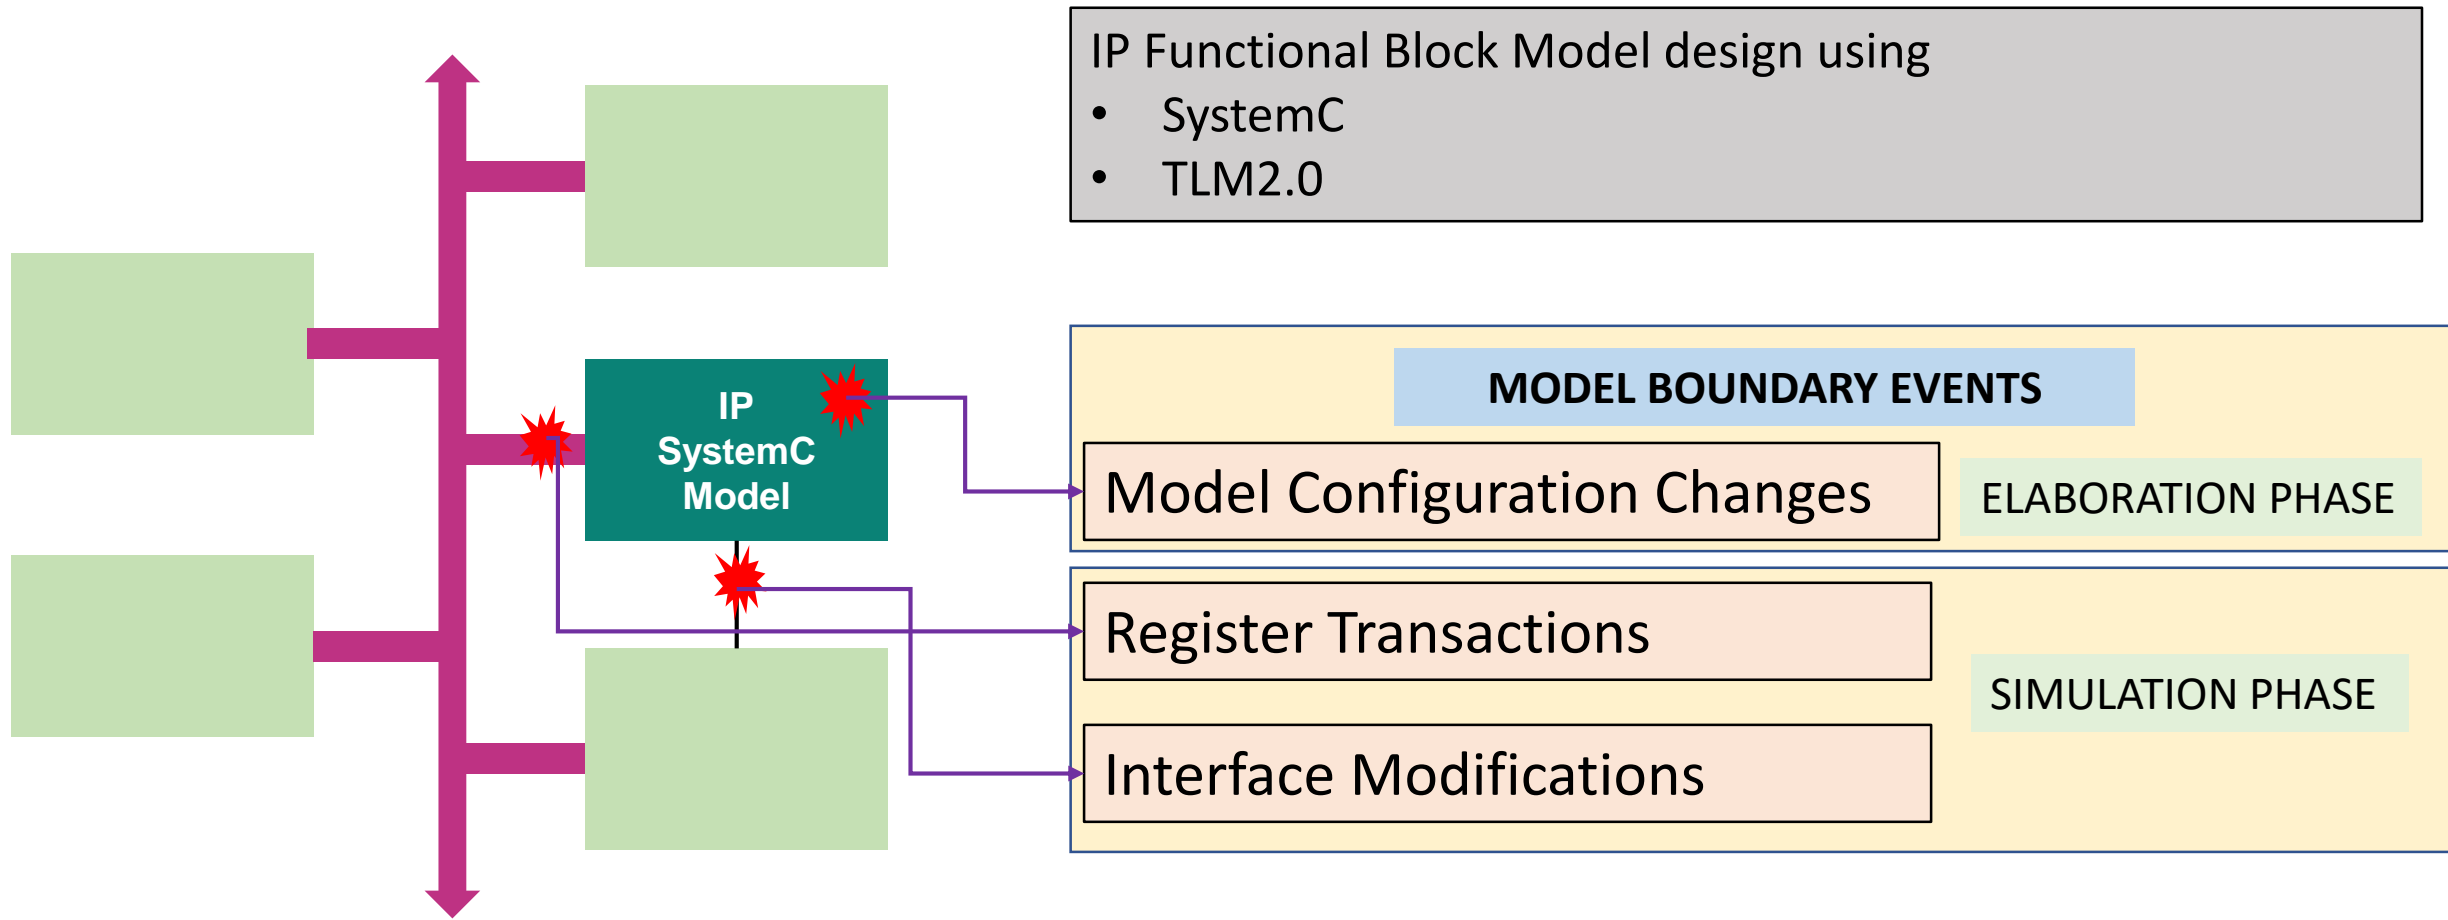 IP Functional Block Model design using
• SystemC
• TLM2.0
IP
SystemC
Model
MODEL BOUNDARY EVENTS
Model Configuration Changes
ELABORATION PHASE
Register Transactions
SIMULATION PHASE
Interface Modifications